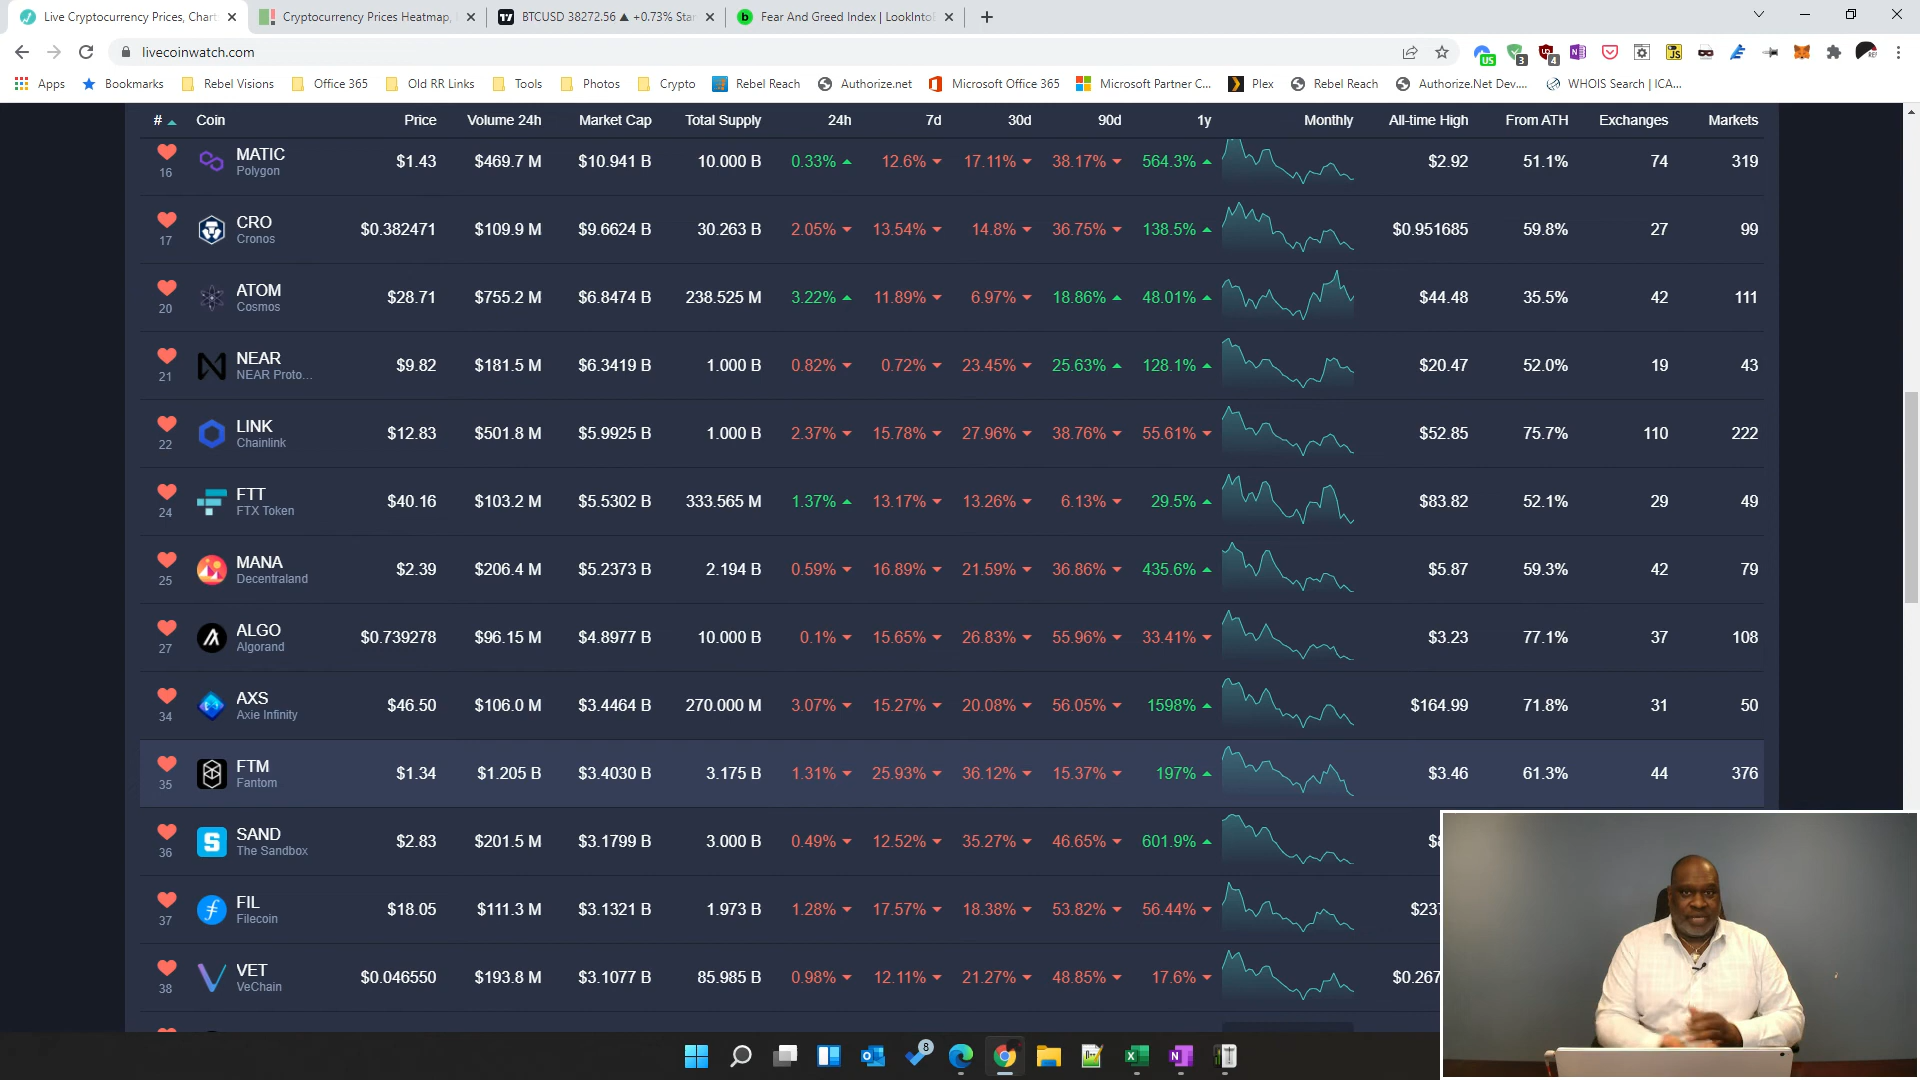 Live Cryptocurrency Prices, Chart
Cryptocurrency Prices Heatmap,
BTCUSD 38272.56 ▲ +0.73%
Fear And Greed Index | LookInto
livecoinwatch.com
US 3 4 JS
Apps Bookmarks Rebel Visions Office 365 Old RR Links Tools Photos Crypto Rebel Reach Authorize.net Microsoft Office 365 Microsoft Partner C... Plex Rebel Reach Authorize.Net Dev.... WHOIS Search | ICA...
# Coin Price Volume 24h Market Cap Total Supply 24h 7d 30d 90d 1y Monthly All-time High From ATH Exchanges Markets
16 MATIC Polygon $1.43 $469.7 M $10.941 B 10.000 B 0.33% 12.6% 17.11% 38.17% 564.3% $2.92 51.1% 74 319
17 CRO Cronos $0.382471 $109.9 M $9.6624 B 30.263 B 2.05% 13.54% 14.8% 36.75% 138.5% $0.951685 59.8% 27 99
20 ATOM Cosmos $28.71 $755.2 M $6.8474 B 238.525 M 3.22% 11.89% 6.97% 18.86% 48.01% $44.48 35.5% 42 111
21 NEAR NEAR Proto... $9.82 $181.5 M $6.3419 B 1.000 B 0.82% 0.72% 23.45% 25.63% 128.1% $20.47 52.0% 19 43
22 LINK Chainlink $12.83 $501.8 M $5.9925 B 1.000 B 2.37% 15.78% 27.96% 38.76% 55.61% $52.85 75.7% 110 222
24 FTT FTX Token $40.16 $103.2 M $5.5302 B 333.565 M 1.37% 13.17% 13.26% 6.13% 29.5% $83.82 52.1% 29 49
25 MANA Decentraland $2.39 $206.4 M $5.2373 B 2.194 B 0.59% 16.89% 21.59% 36.86% 435.6% $5.87 59.3% 42 79
27 ALGO Algorand $0.739278 $96.15 M $4.8977 B 10.000 B 0.1% 15.65% 26.83% 55.96% 33.41% $3.23 77.1% 37 108
34 AXS Axie Infinity $46.50 $106.0 M $3.4464 B 270.000 M 3.07% 15.27% 20.08% 56.05% 1598% $164.99 71.8% 31 50
35 FTM Fantom $1.34 $1.205 B $3.4030 B 3.175 B 1.31% 25.93% 36.12% 15.37% 197% $3.46 61.3% 44 376
36 SAND The Sandbox $2.83 $201.5 M $3.1799 B 3.000 B 0.49% 12.52% 35.27% 46.65% 601.9%
37 FIL Filecoin $18.05 $111.3 M $3.1321 B 1.973 B 1.28% 17.57% 18.38% 53.82% 56.44% $237
38 VET VeChain $0.046550 $193.8 M $3.1077 B 85.985 B 0.98% 12.11% 21.27% 48.85% 17.6% $0.267
8